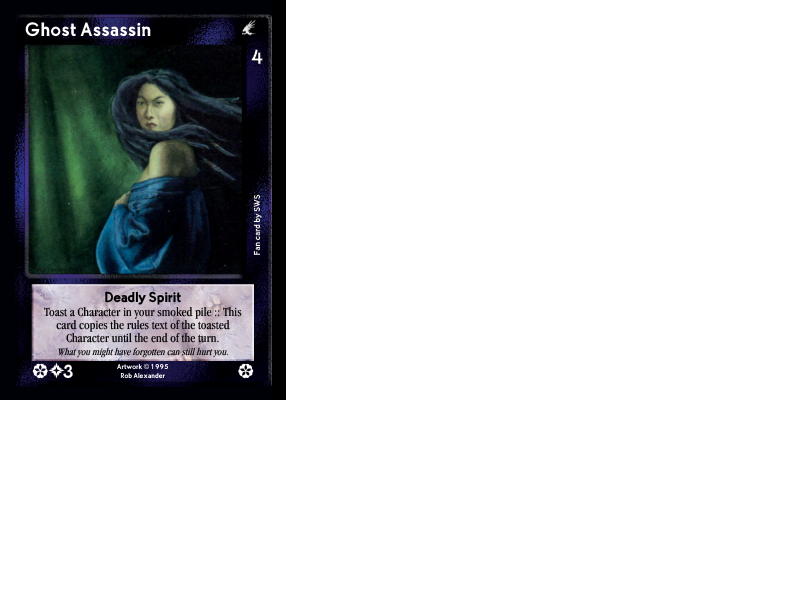 Ghost Assassin
4
Fan card by SWS
Deadly Spirit
Toast a Character in your smoked pile :: This
card copies the rules text of the toasted
Character until the end of the turn.
What you might have forgotten can still hurt you.
3
Artwork © 1995
Rob Alexander